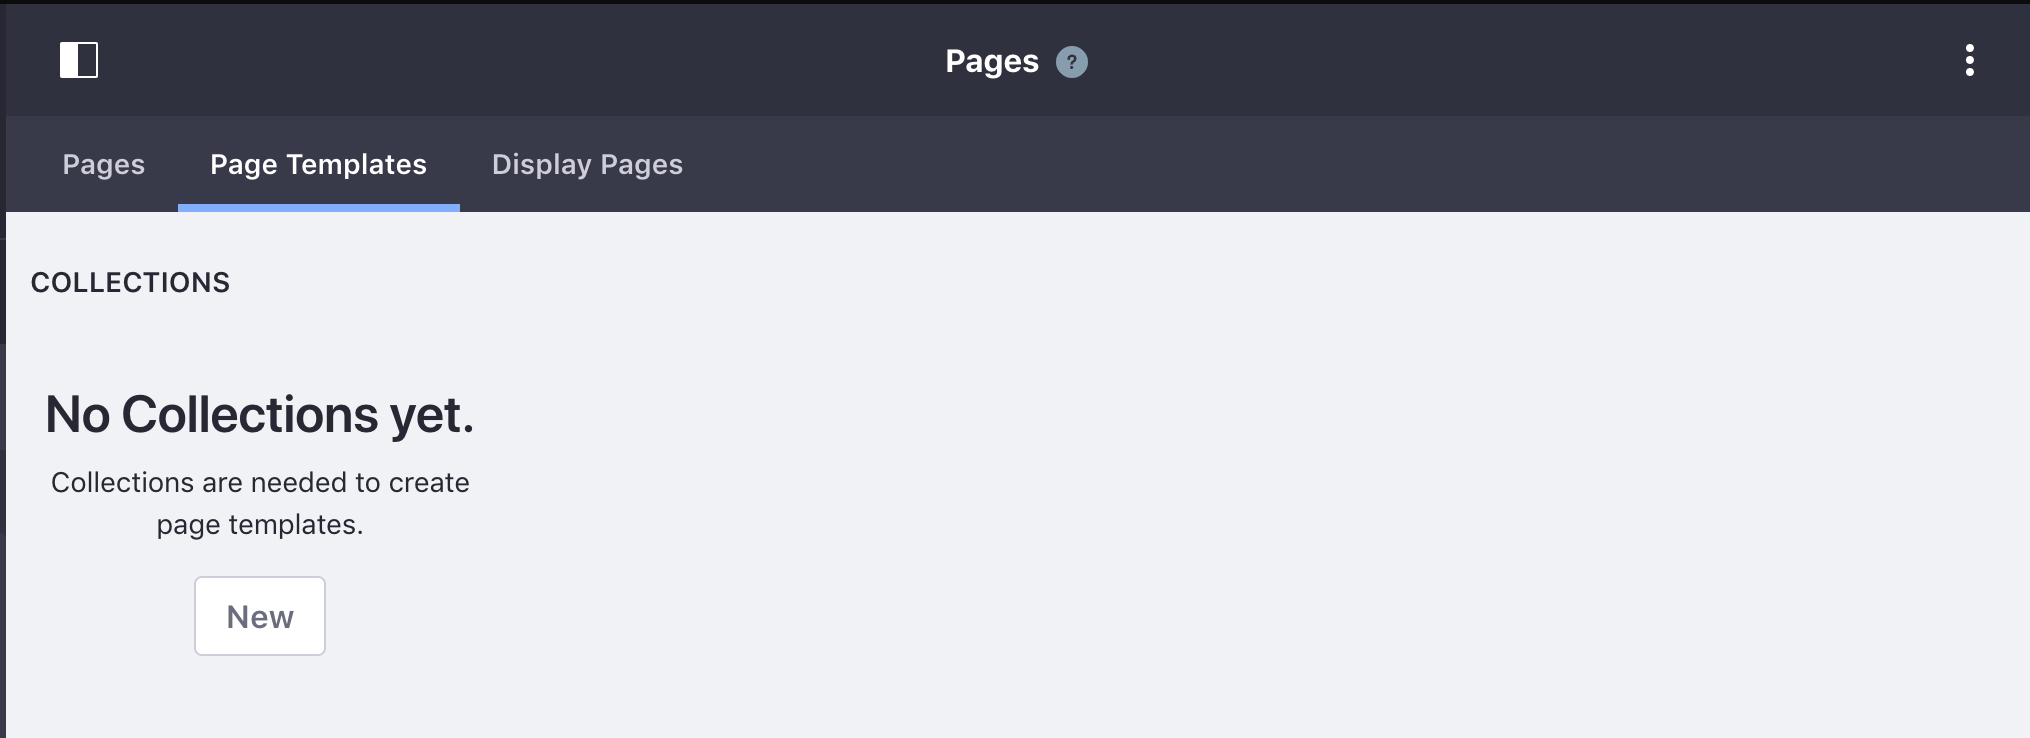 Pages ?
Pages Page Templates Display Pages
COLLECTIONS
No Collections yet.
Collections are needed to create
page templates.
New